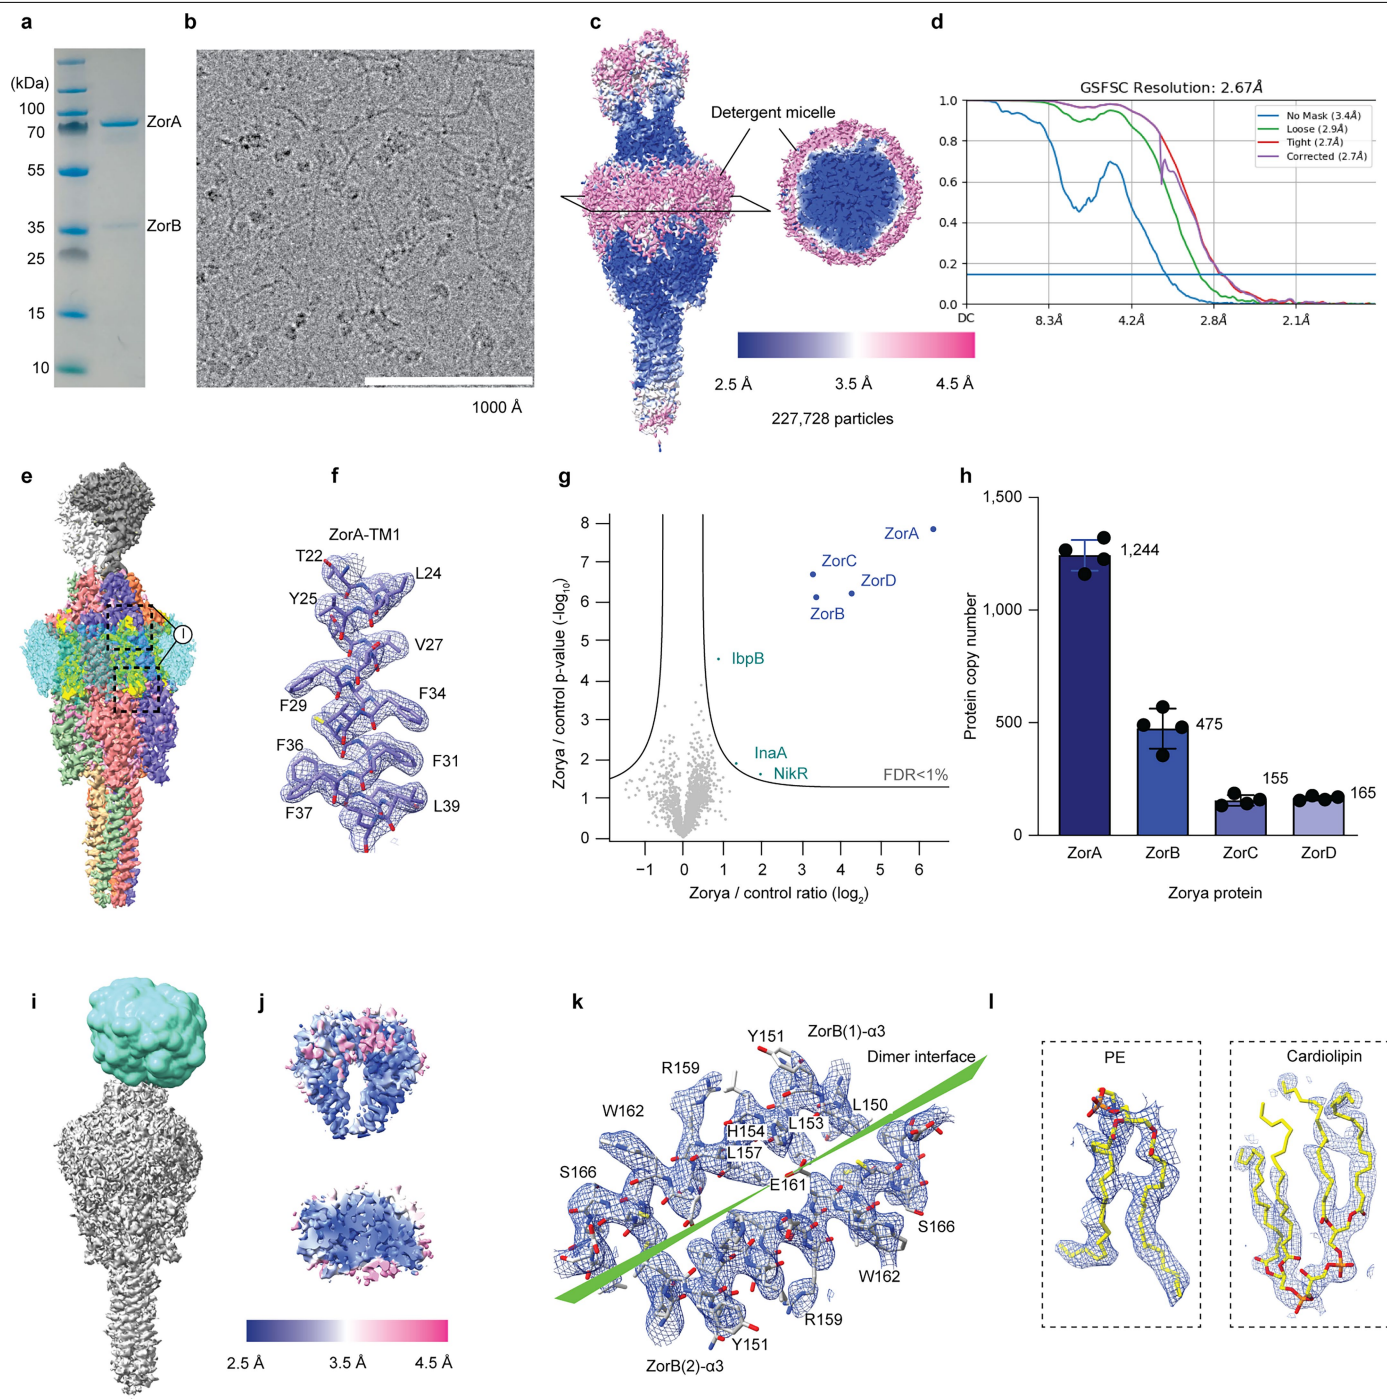 a
(kDa)
100
70
55
35
25
15
10
ZorA
ZorB
b
1000 Å
c
Detergent micelle
2.5 Å
3.5 Å
4.5 Å
227,728 particles
d
GSFSC Resolution: 2.67Å
No Mask (3.4Å)
Loose (2.9Å)
Tight (2.7Å)
Corrected (2.7Å)
1.0
0.8
0.6
0.4
0.2
0.0
DC
8.3Å
4.2Å
2.8Å
2.1Å
e
I
f
ZorA-TM1
T22
L24
Y25
V27
F29
F34
F36
F31
F37
L39
g
Zorya / control p-value (-log10)
8
7
6
5
4
3
2
1
0
ZorA
ZorC
ZorD
ZorB
IbpB
InaA
NikR
FDR<1%
−1
0
1
2
3
4
5
6
Zorya / control ratio (log2)
h
Protein copy number
1,500
1,000
500
0
1,244
475
155
165
ZorA
ZorB
ZorC
ZorD
Zorya protein
i
j
2.5 Å
3.5 Å
4.5 Å
k
Y151
ZorB(1)-α3
Dimer interface
R159
W162
L150
H154
L153
L157
S166
E161
S166
W162
R159
Y151
ZorB(2)-α3
l
PE
Cardiolipin